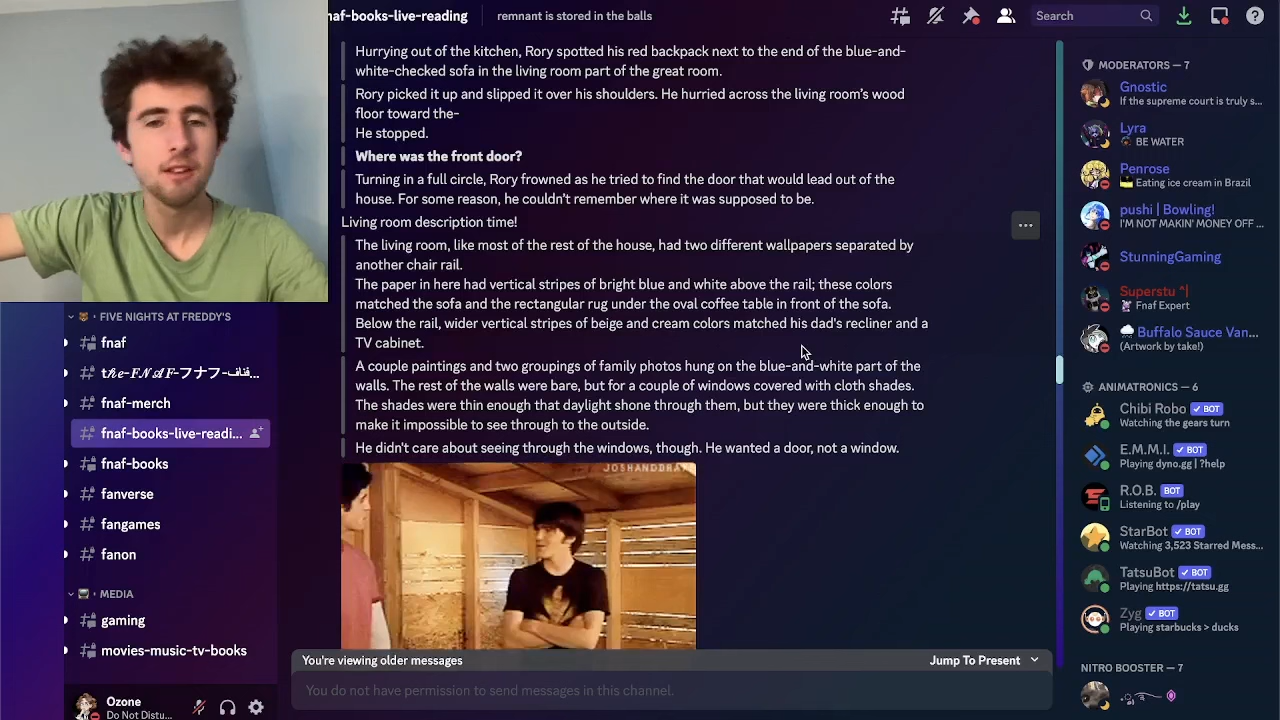 fnaf-books-live-reading
remnant is stored in the balls
Search
Hurrying out of the kitchen, Rory spotted his red backpack next to the end of the blue-and-
white-checked sofa in the living room part of the great room.
Rory picked it up and slipped it over his shoulders. He hurried across the living room's wood
floor toward the-
He stopped.
Where was the front door?
Turning in a full circle, Rory frowned as he tried to find the door that would lead out of the
house. For some reason, he couldn't remember where it was supposed to be.
Living room description time!
The living room, like most of the rest of the house, had two different wallpapers separated by
another chair rail.
The paper in here had vertical stripes of bright blue and white above the rail; these colors
matched the sofa and the rectangular rug under the oval coffee table in front of the sofa.
Below the rail, wider vertical stripes of beige and cream colors matched his dad's recliner and a
TV cabinet.
A couple paintings and two groupings of family photos hung on the blue-and-white part of the
walls. The rest of the walls were bare, but for a couple of windows covered with cloth shades.
The shades were thin enough that daylight shone through them, but they were thick enough to
make it impossible to see through to the outside.
He didn't care about seeing through the windows, though. He wanted a door, not a window.
JOSHANDDRAK
You're viewing older messages
Jump To Present
You do not have permission to send messages in this channel.
FIVE NIGHTS AT FREDDY'S
fnaf
𝓽𝒽𝑒-𝐹𝒩𝒜𝐹-フナフ-فناف...
fnaf-merch
fnaf-books-live-readi...
fnaf-books
fanverse
fangames
fanon
MEDIA
gaming
movies-music-tv-books
Ozone
Do Not Distu...
MODERATORS — 7
Gnostic
If the supreme court is truly s...
Lyra
BE WATER
Penrose
Eating ice cream in Brazil
pushi | Bowling!
I'M NOT MAKIN' MONEY OFF ...
StunningGaming
Superstu ^|
Fnaf Expert
Buffalo Sauce Van...
(Artwork by take!)
ANIMATRONICS — 6
Chibi Robo BOT
Watching the gears turn
E.M.M.I. BOT
Playing dyno.gg | ?help
R.O.B. BOT
Listening to /play
StarBot BOT
Watching 3,523 Starred Mess...
TatsuBot BOT
Playing https://tatsu.gg
Zyg BOT
Playing starbucks > ducks
NITRO BOOSTER — 7